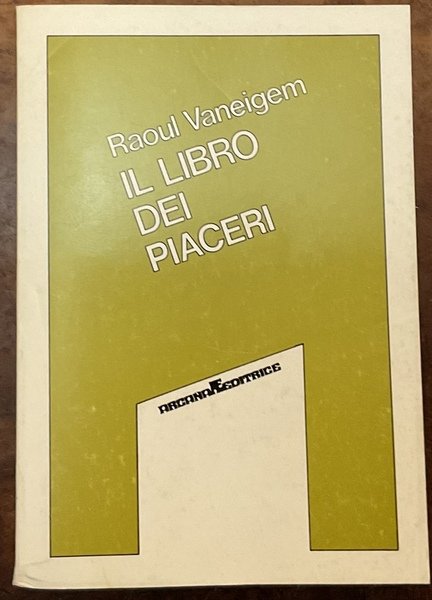 Raoul Vaneigem
IL LIBRO
DEI
PIACERI
ARCANA Æ EDITRICE